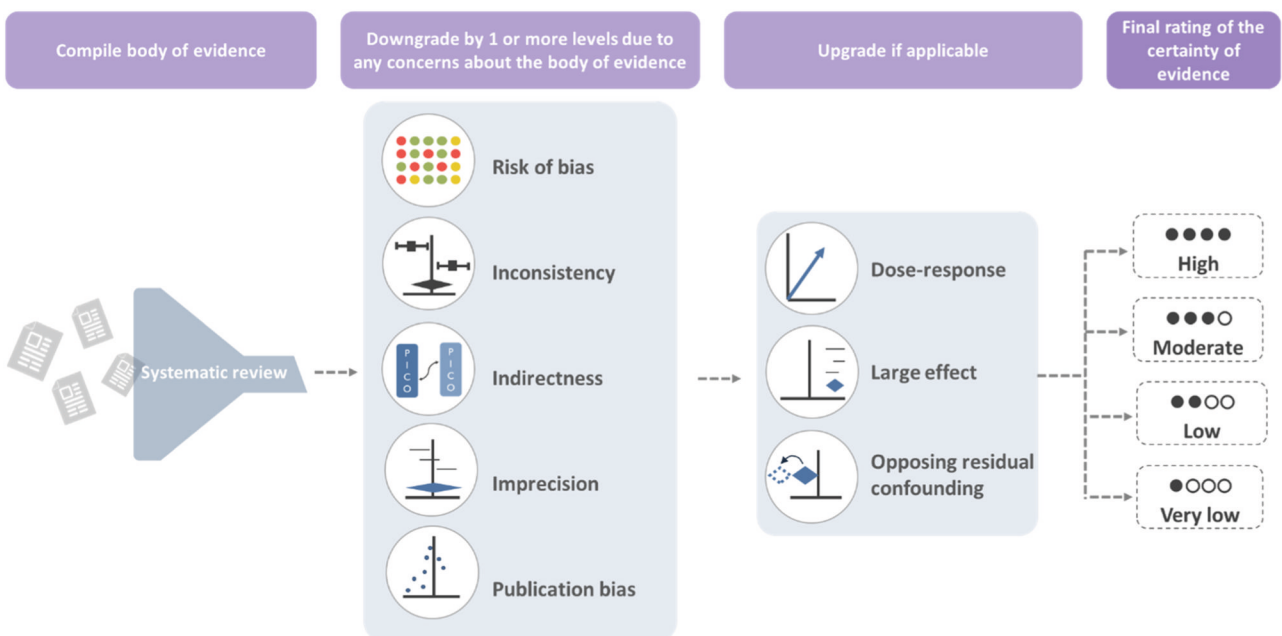 Compile body of evidence
Downgrade by 1 or more levels due to
any concerns about the body of evidence
Upgrade if applicable
Final rating of the
certainty of
evidence
Systematic review
Risk of bias
Inconsistency
P
I
C
O
P
I
C
O
Indirectness
Imprecision
Publication bias
Dose-response
Large effect
Opposing residual
confounding
High
Moderate
Low
Very low